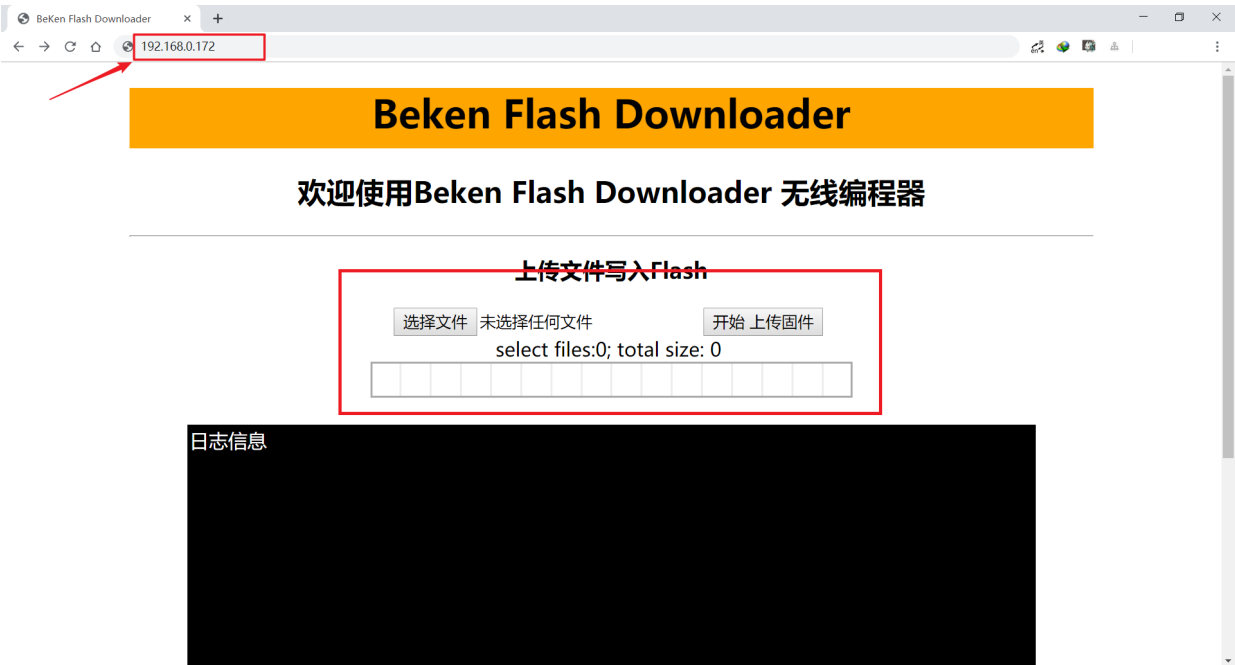 BeKen Flash Downloader
192.168.0.172
Beken Flash Downloader
欢迎使用Beken Flash Downloader 无线编程器
上传文件写入Flash
选择文件 未选择任何文件 开始 上传固件
select files:0; total size: 0
日志信息